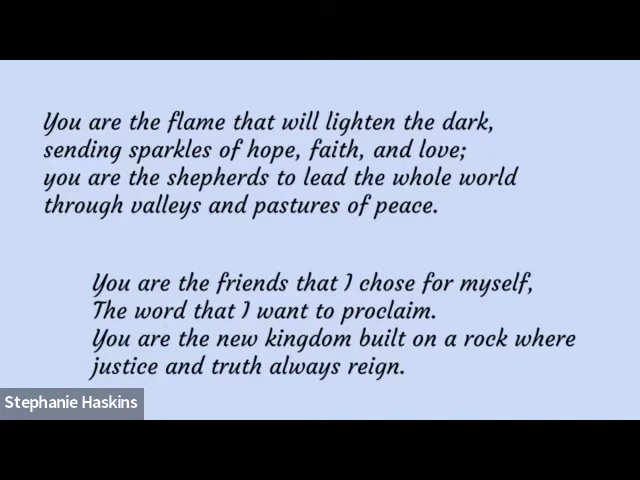 You are the flame that will lighten the dark,
sending sparkles of hope, faith, and love;
you are the shepherds to lead the whole world
through valleys and pastures of peace.
You are the friends that I chose for myself,
The word that I want to proclaim.
You are the new kingdom built on a rock where
justice and truth always reign.
Stephanie Haskins